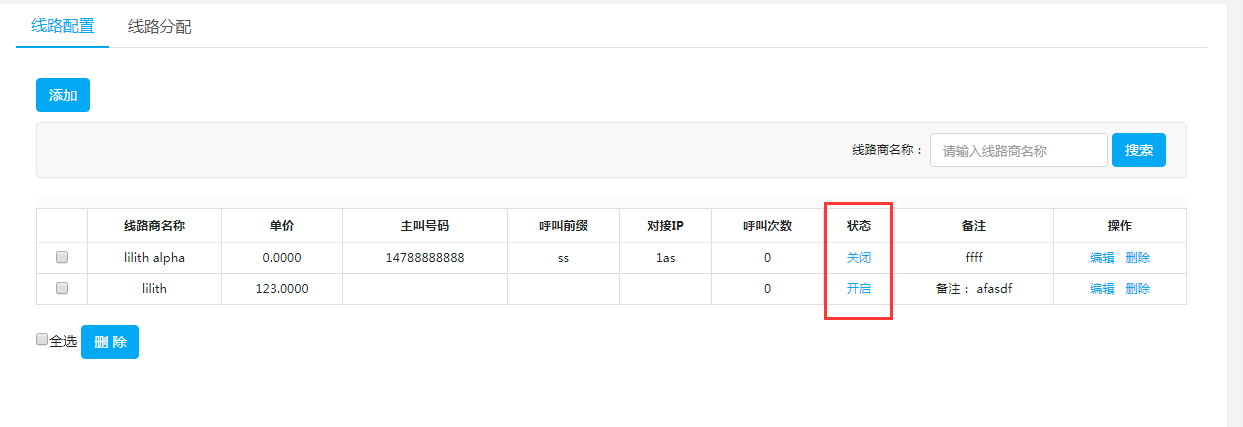 线路配置 线路分配
添加
线路商名称： 请输入线路商名称 搜索
线路商名称 单价 主叫号码 呼叫前缀 对接IP 呼叫次数 状态 备注 操作
lilith alpha 0.0000 14788888888 ss 1as 0 关闭 ffff 编辑 删除
lilith 123.0000 0 开启 备注： afasdf 编辑 删除
全选 删 除